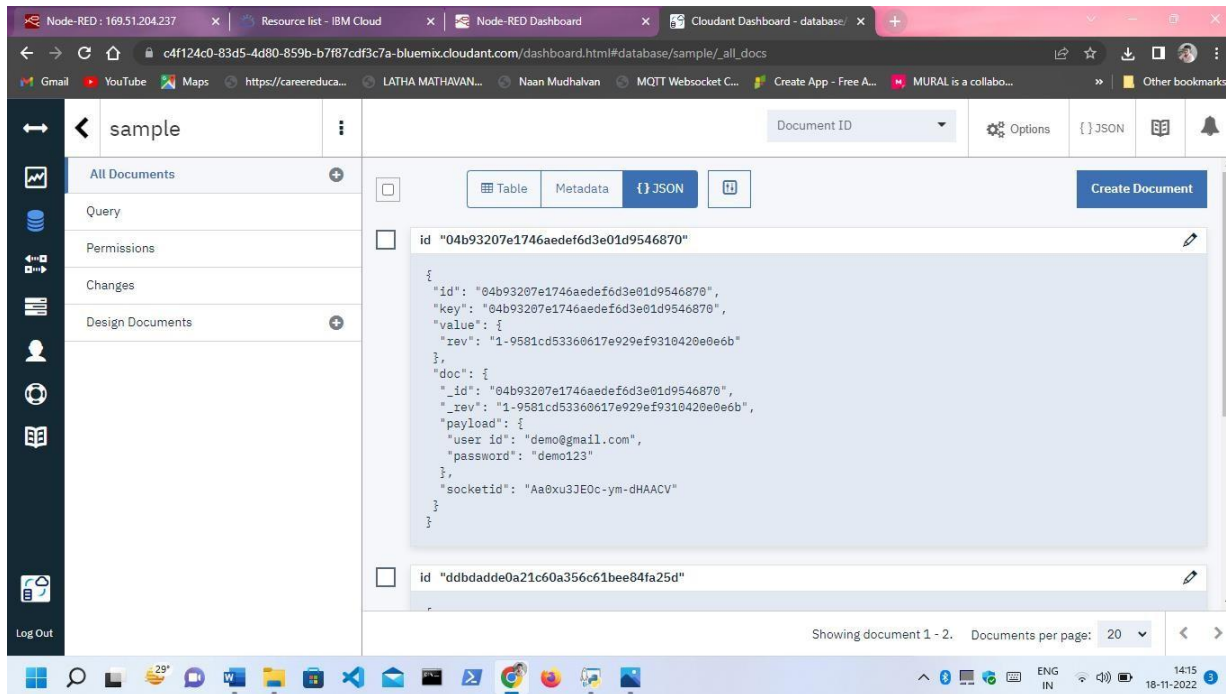 Node-RED : 169.51.204.237
Resource list - IBM Cloud
Node-RED Dashboard
Cloudant Dashboard - database/
c4f124c0-83d5-4d80-859b-b7f87cdf3c7a-bluemix.cloudant.com/dashboard.html#database/sample/_all_docs
Gmail YouTube Maps https://careereduca... LATHA MATHAVAN... Naan Mudhalvan MQTT Websocket C... Create App - Free A... MURAL is a collabo... » Other bookmarks
sample
Document ID
Options
{ } JSON
All Documents
Query
Permissions
Changes
Design Documents
Table Metadata {} JSON
Create Document
id "04b93207e1746aedef6d3e01d9546870"
{
"id": "04b93207e1746aedef6d3e01d9546870",
"key": "04b93207e1746aedef6d3e01d9546870",
"value": {
"rev": "1-9581cd53360617e929ef9310420e0e6b"
},
"doc": {
"_id": "04b93207e1746aedef6d3e01d9546870",
"_rev": "1-9581cd53360617e929ef9310420e0e6b",
"payload": {
"user id": "demo@gmail.com",
"password": "demo123"
},
"socketid": "Aa0xu3JEOc-ym-dHAACV"
}
}
id "ddbdadde0a21c60a356c61bee84fa25d"
Log Out
Showing document 1 - 2. Documents per page: 20
29°
ENG
IN
14:15
18-11-2022
3